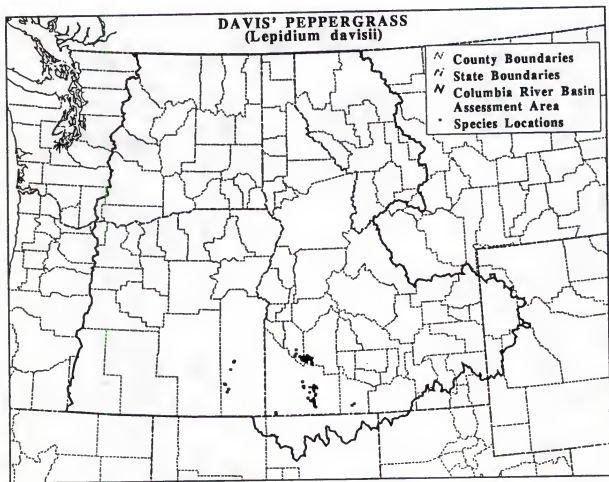 DAVIS' PEPPERGRASS
(Lepidium davisii)
County Boundaries
State Boundaries
Columbia River Basin
Assessment Area
Species Locations